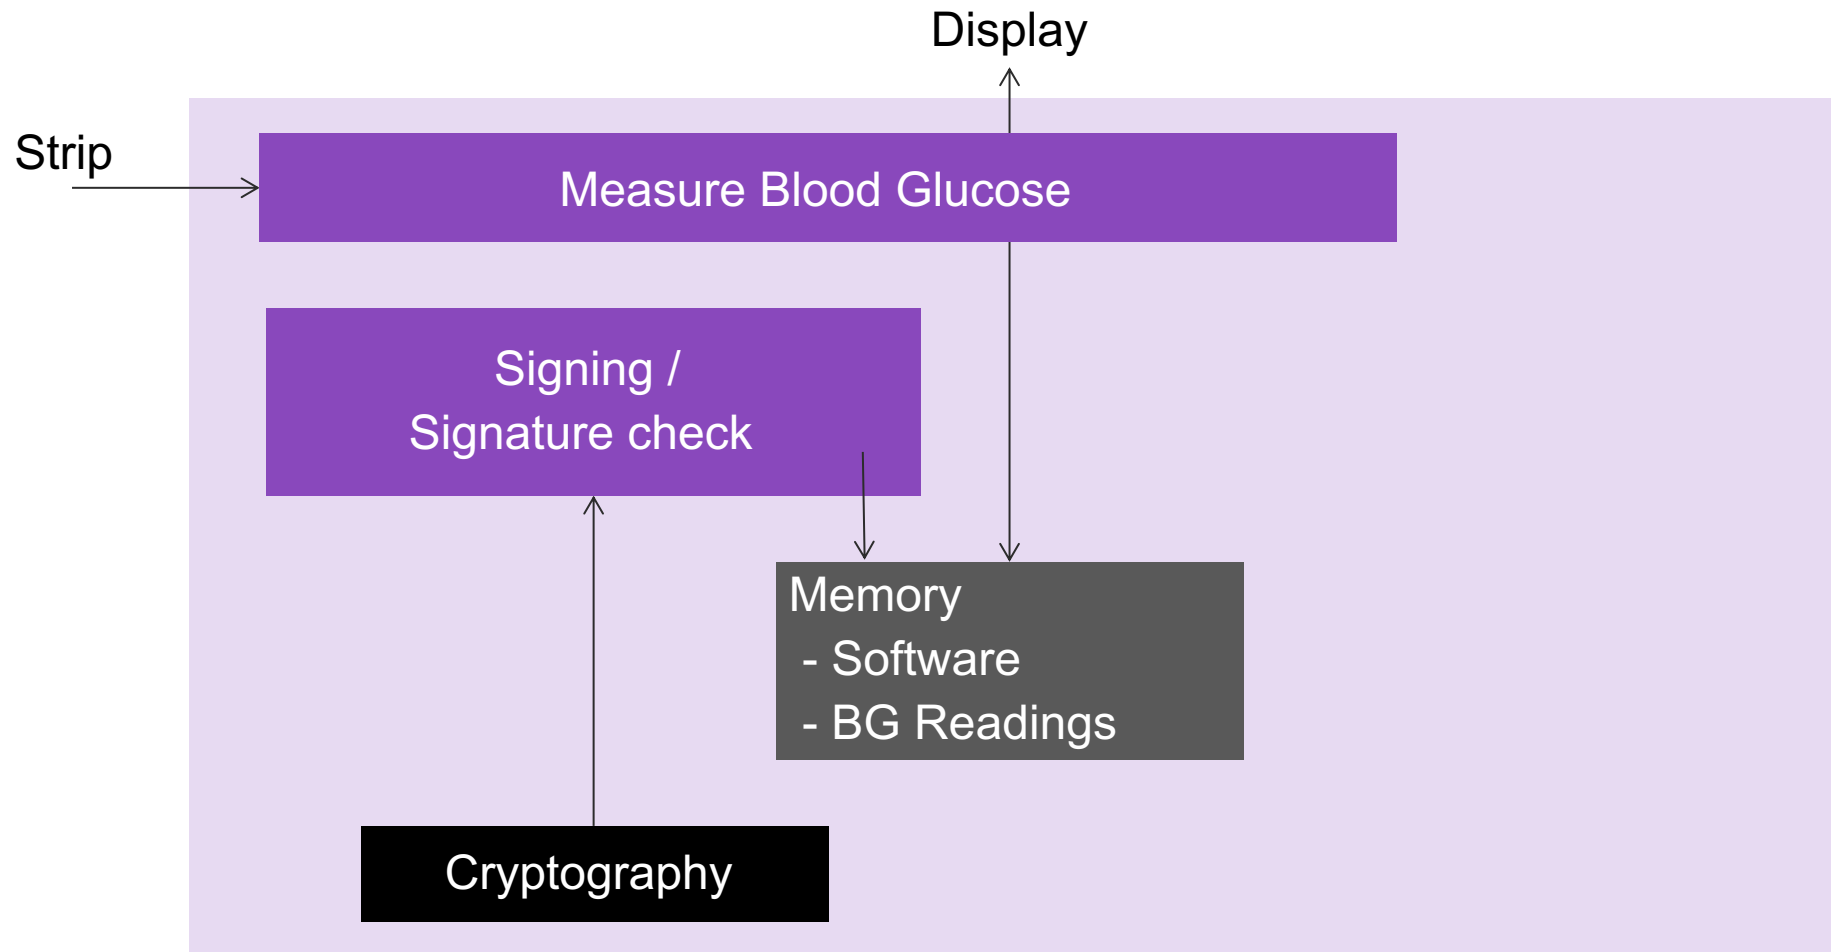 Display
Strip
Measure Blood Glucose
Signing /
Signature check
Memory
- Software
- BG Readings
Cryptography